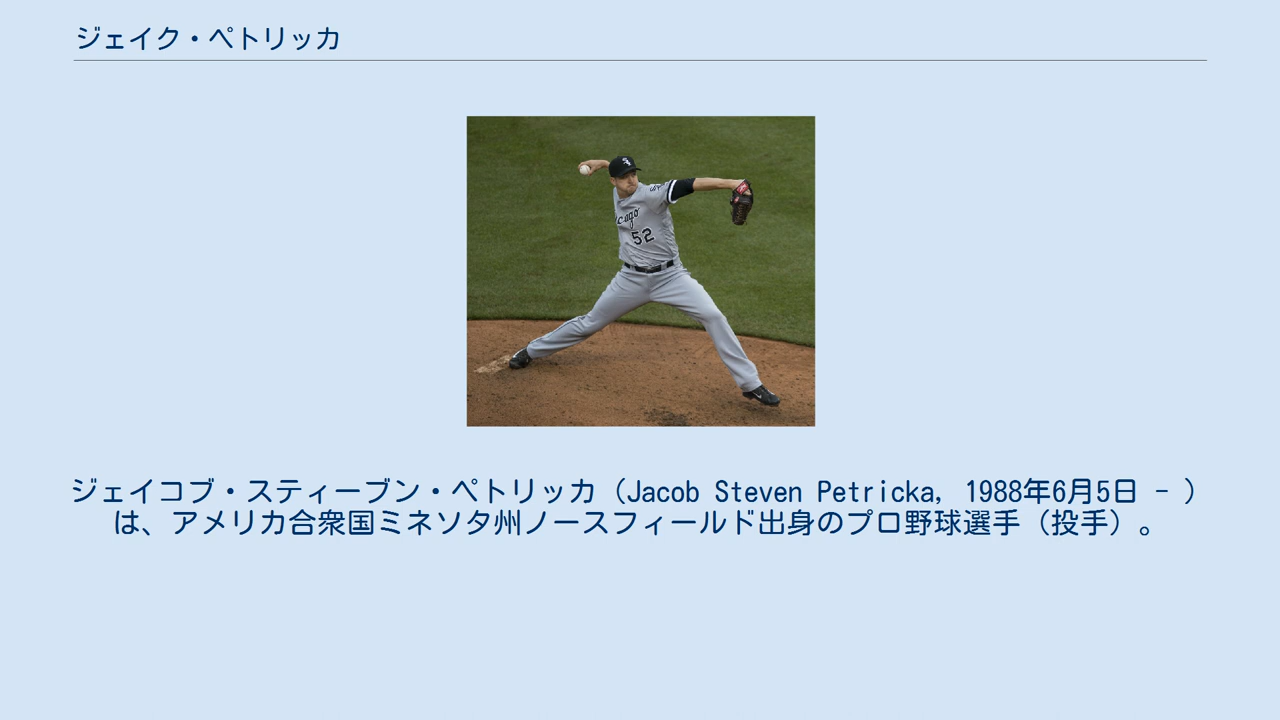 ジェイク・ペトリッカ
cago
52
ジェイコブ・スティーブン・ペトリッカ（Jacob Steven Petricka, 1988年6月5日 - ）
は、アメリカ合衆国ミネソタ州ノースフィールド出身のプロ野球選手（投手）。